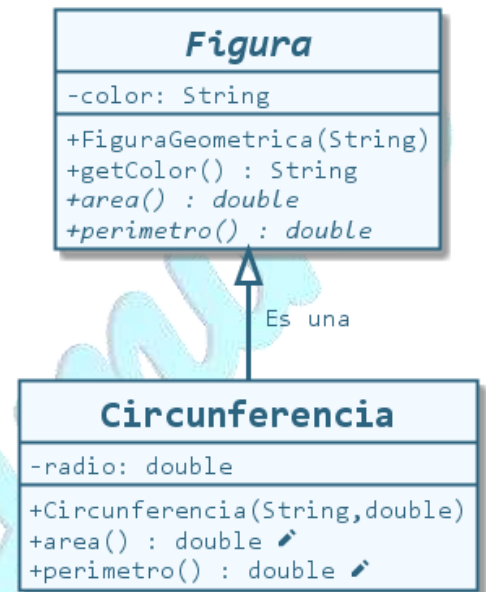 Figura
-color: String
+FiguraGeometrica(String)
+getColor() : String
+area() : double
+perimetro() : double
Es una
Circunferencia
-radio: double
+Circunferencia(String,double)
+area() : double
+perimetro() : double